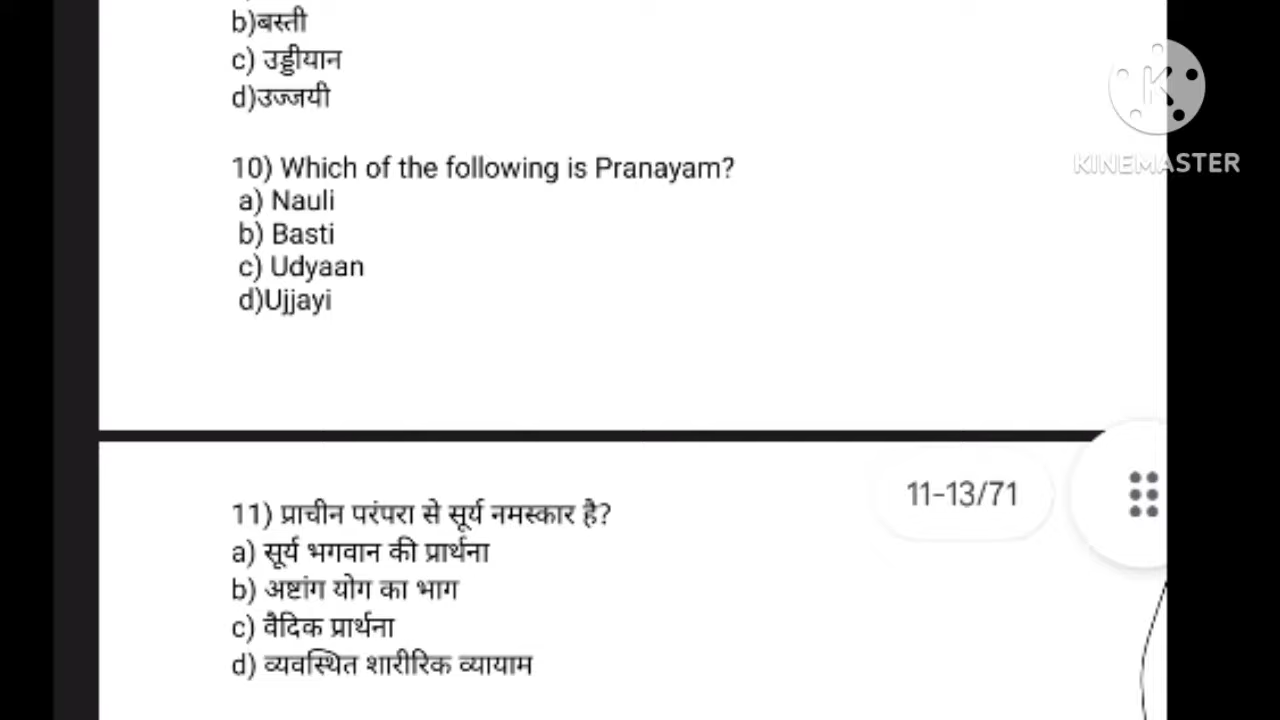 b)बस्ती
c) उड्डीयान
d)उज्जयी
10) Which of the following is Pranayam?
a) Nauli
b) Basti
c) Udyaan
d)Ujjayi
KINEMASTER
11-13/71
11) प्राचीन परंपरा से सूर्य नमस्कार है?
a) सूर्य भगवान की प्रार्थना
b) अष्टांग योग का भाग
c) वैदिक प्रार्थना
d) व्यवस्थित शारीरिक व्यायाम